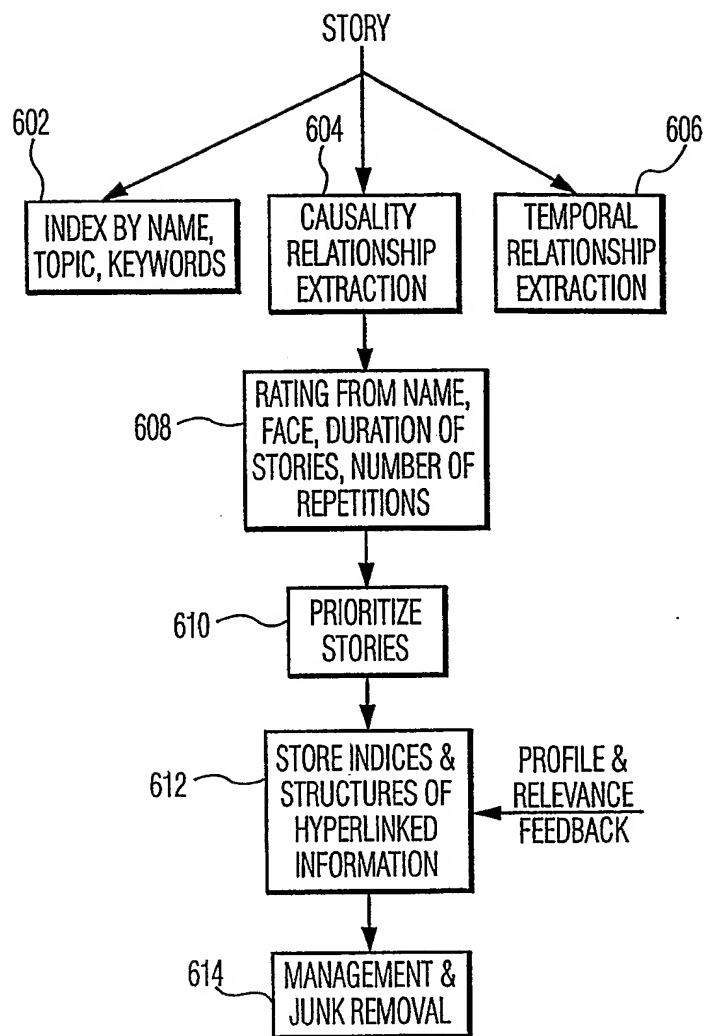 STORY
602
604
606
INDEX BY NAME,
TOPIC, KEYWORDS
CAUSALITY
RELATIONSHIP
EXTRACTION
TEMPORAL
RELATIONSHIP
EXTRACTION
608
RATING FROM NAME,
FACE, DURATION OF
STORIES, NUMBER OF
REPETITIONS
610
PRIORITIZE
STORIES
612
STORE INDICES &
STRUCTURES OF
HYPERLINKED
INFORMATION
PROFILE &
RELEVANCE
FEEDBACK
614
MANAGEMENT &
JUNK REMOVAL